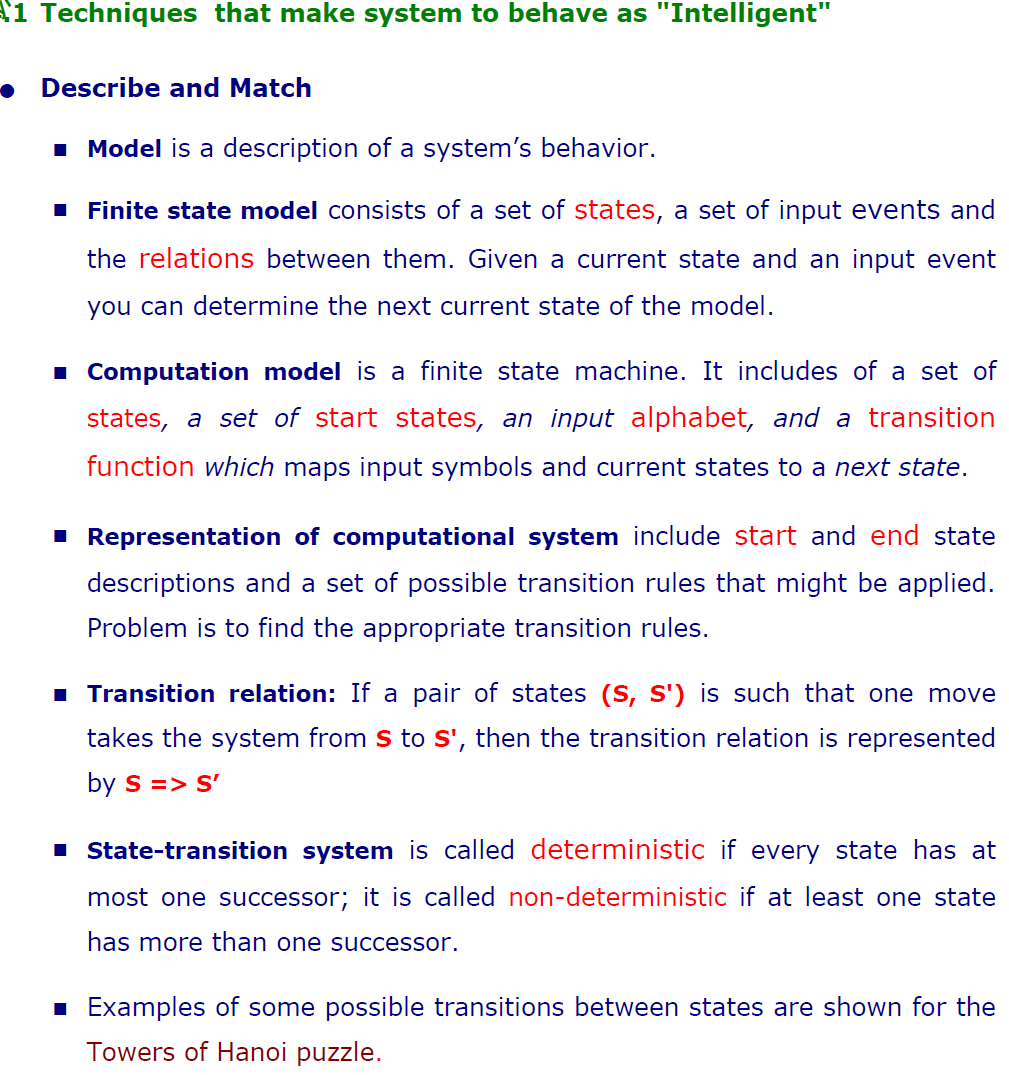 .1 Techniques that make system to behave as "Intelligent"
● Describe and Match
■ Model is a description of a system’s behavior.
■ Finite state model consists of a set of states, a set of input events and
the relations between them. Given a current state and an input event
you can determine the next current state of the model.
■ Computation model is a finite state machine. It includes of a set of
states, a set of start states, an input alphabet, and a transition
function which maps input symbols and current states to a next state.
■ Representation of computational system include start and end state
descriptions and a set of possible transition rules that might be applied.
Problem is to find the appropriate transition rules.
■ Transition relation: If a pair of states (S, S') is such that one move
takes the system from S to S', then the transition relation is represented
by S => S’
■ State-transition system is called deterministic if every state has at
most one successor; it is called non-deterministic if at least one state
has more than one successor.
■ Examples of some possible transitions between states are shown for the
Towers of Hanoi puzzle.